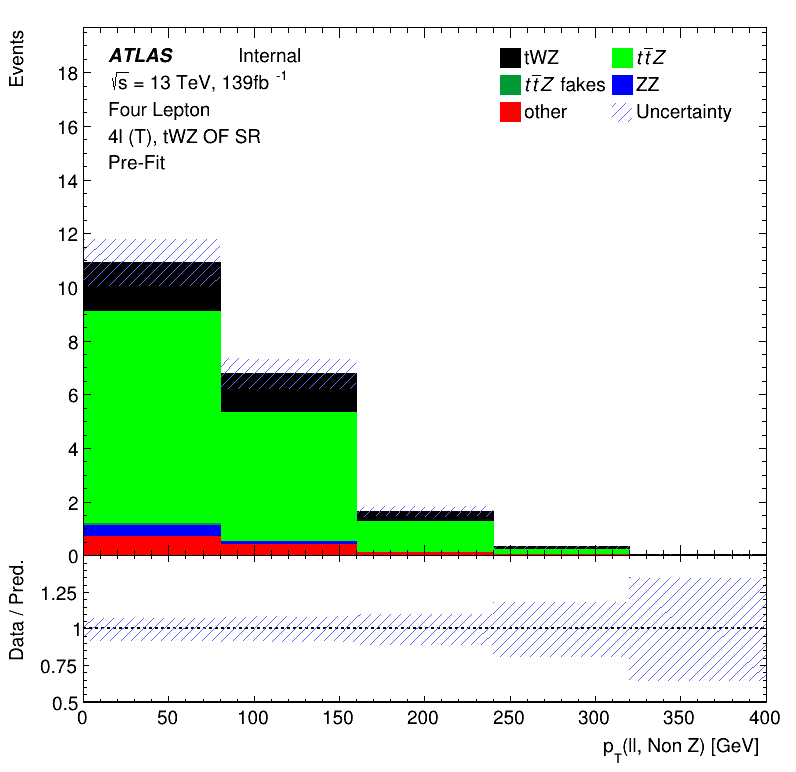 Events
18
16
14
12
10
8
6
4
2
0
ATLAS Internal
√s = 13 TeV, 139fb⁻¹
Four Lepton
4l (T), tWZ OF SR
Pre-Fit
tWZ
tt̄Z
tt̄Z fakes
ZZ
other
Uncertainty
Data / Pred.
1.25
1
0.75
0.5
0 50 100 150 200 250 300 350 400
p_T(ll, Non Z) [GeV]